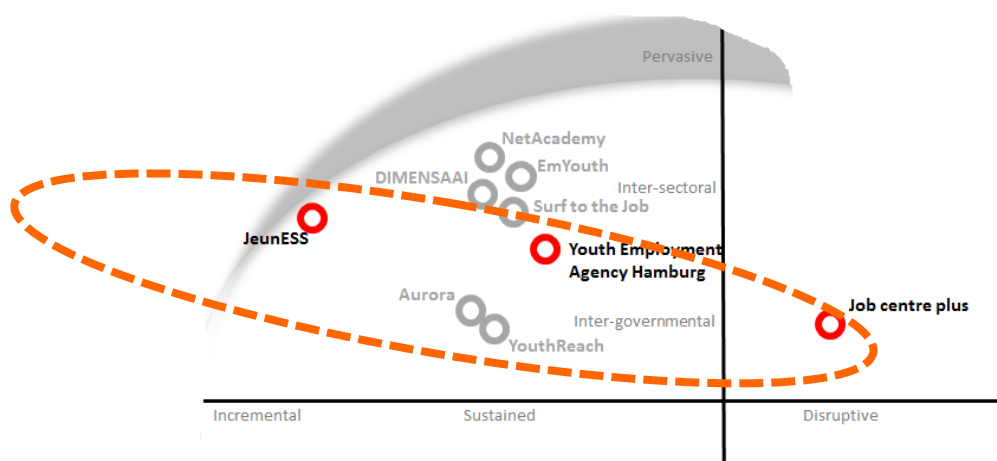 Pervasive
NetAcademy
EmYouth
DIMENSAAI
Inter-sectoral
Surf to the Job
JeunESS
Youth Employment
Agency Hamburg
Aurora
Job centre plus
Inter-governmental
YouthReach
Incremental
Sustained
Disruptive